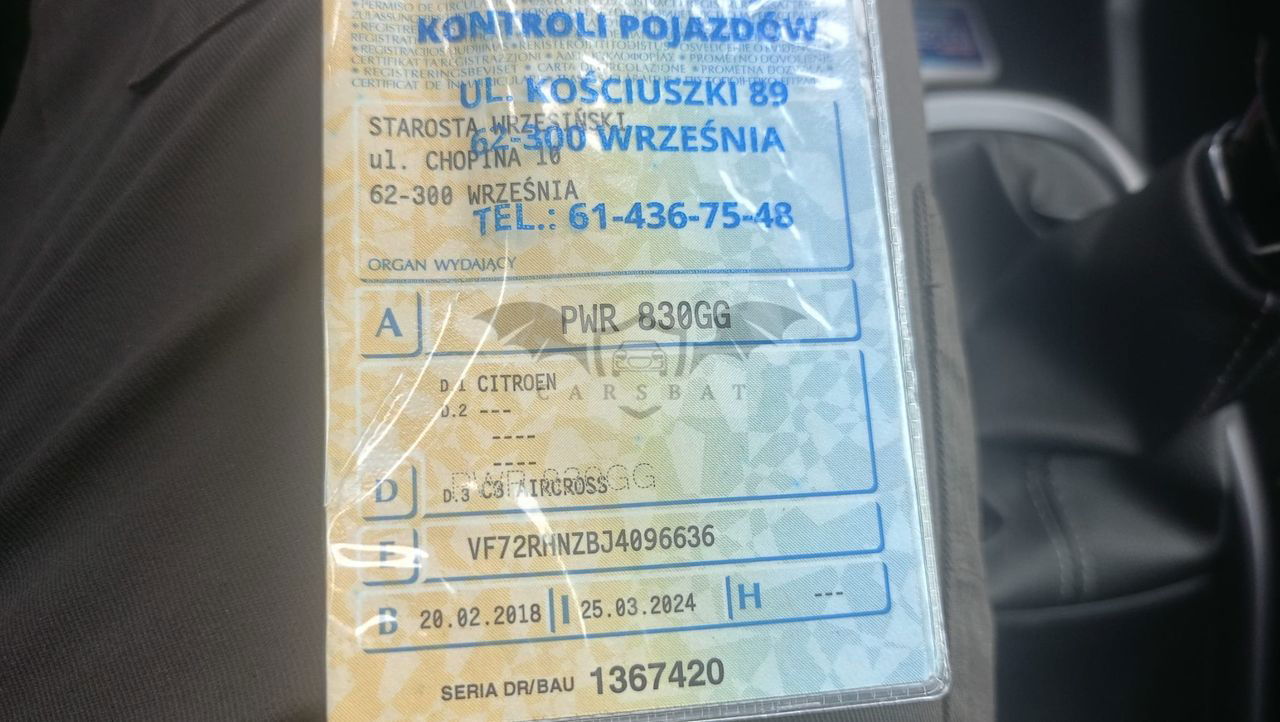 KONTROLI POJAZDÓW
UL. KOŚCIUSZKI 89
62-300 WRZEŚNIA
TEL.: 61-436-75-48
STAROSTA WRZESIŃSKI
ul. CHOPINA 10
62-300 WRZEŚNIA
ORGAN WYDAJĄCY
A PWR 830GG
CARSBAT
D.1 CITROEN
D.2 ---
----
----
PWR 830GG
D D.3 C3 AIRCROSS
E VF72RHNZBJ4096636
B 20.02.2018 I 25.03.2024 H ---
SERIA DR/BAU 1367420